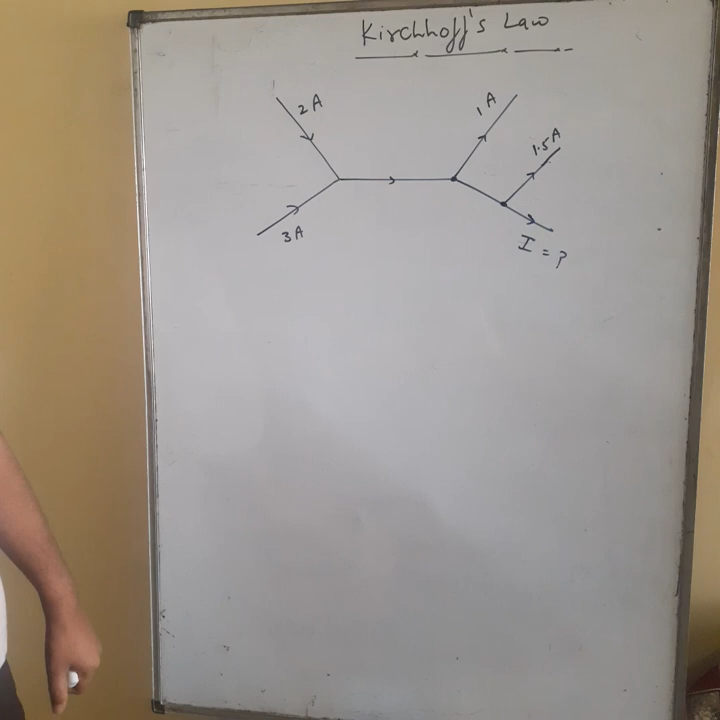 Kirchhoff's Law
2A
1A
1.5A
3A
I = ?